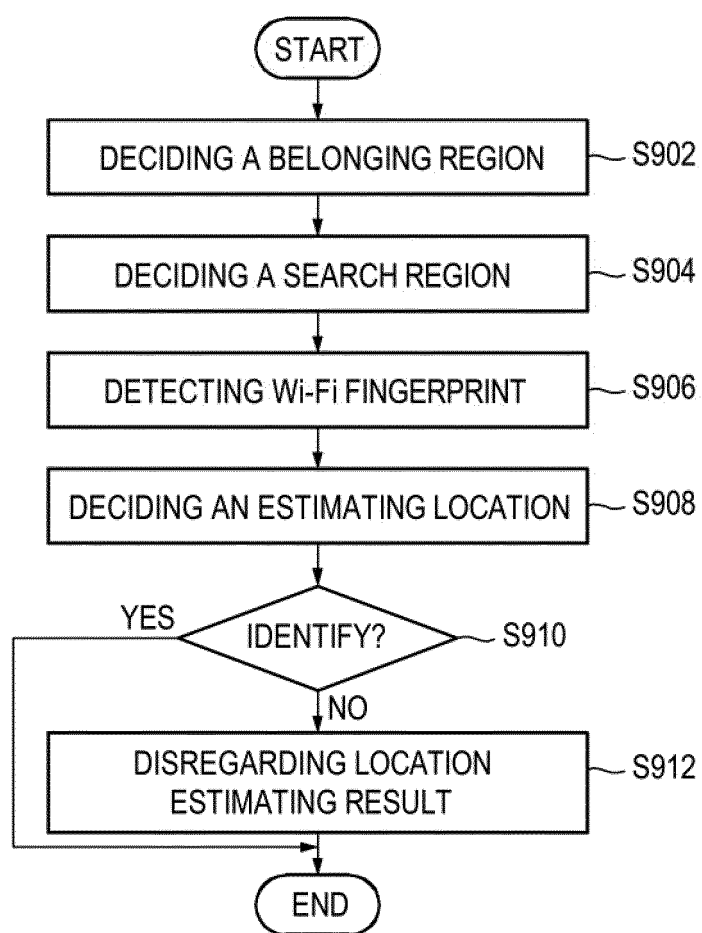 START
DECIDING A BELONGING REGION
S902
DECIDING A SEARCH REGION
S904
DETECTING Wi-Fi FINGERPRINT
S906
DECIDING AN ESTIMATING LOCATION
S908
YES
IDENTIFY?
S910
NO
DISREGARDING LOCATION
ESTIMATING RESULT
S912
END